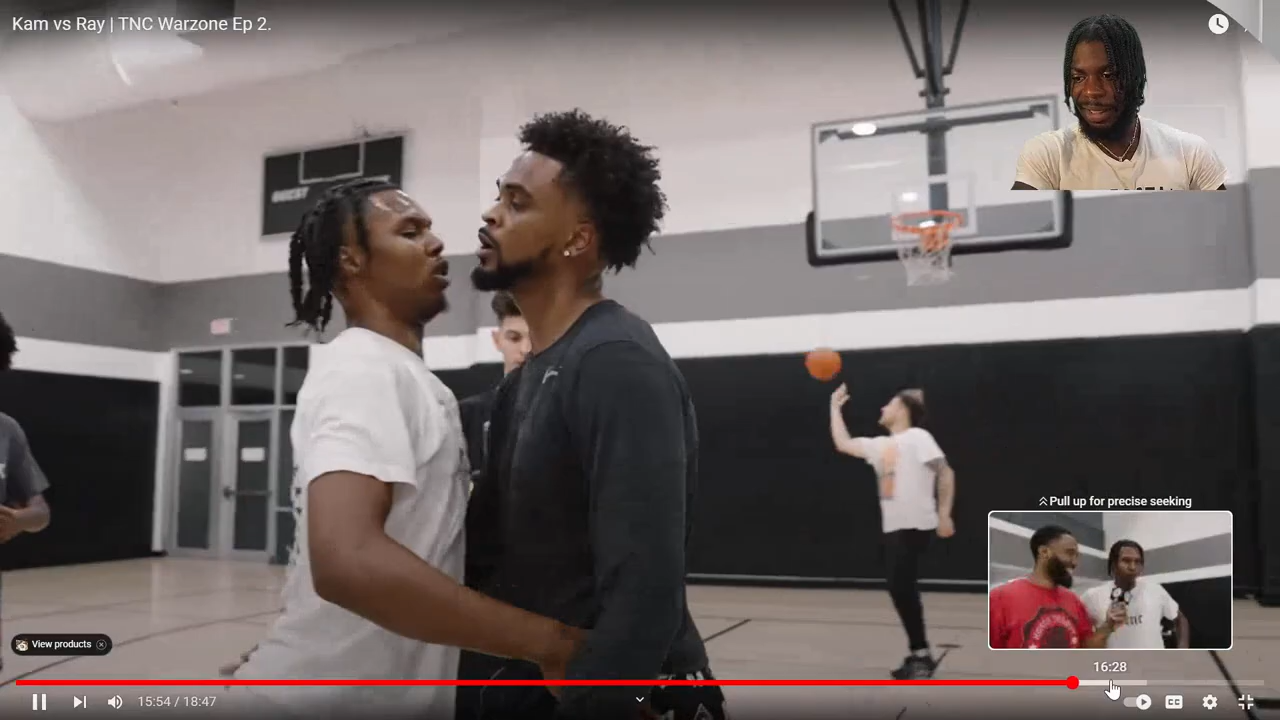 Kam vs Ray | TNC Warzone Ep 2.
Pull up for precise seeking
View products
16:28
15:54 / 18:47
CC